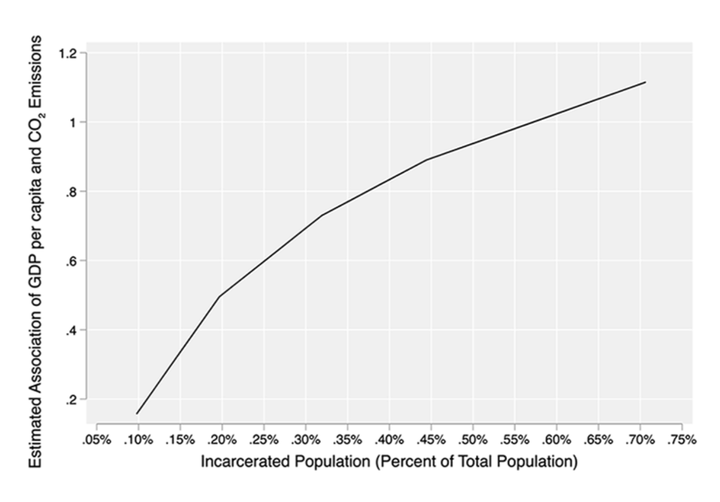 Estimated Association of GDP per capita and CO₂ Emissions
1.2
1
.8
.6
.4
.2
.05% .10% .15% .20% .25% .30% .35% .40% .45% .50% .55% .60% .65% .70% .75%
Incarcerated Population (Percent of Total Population)